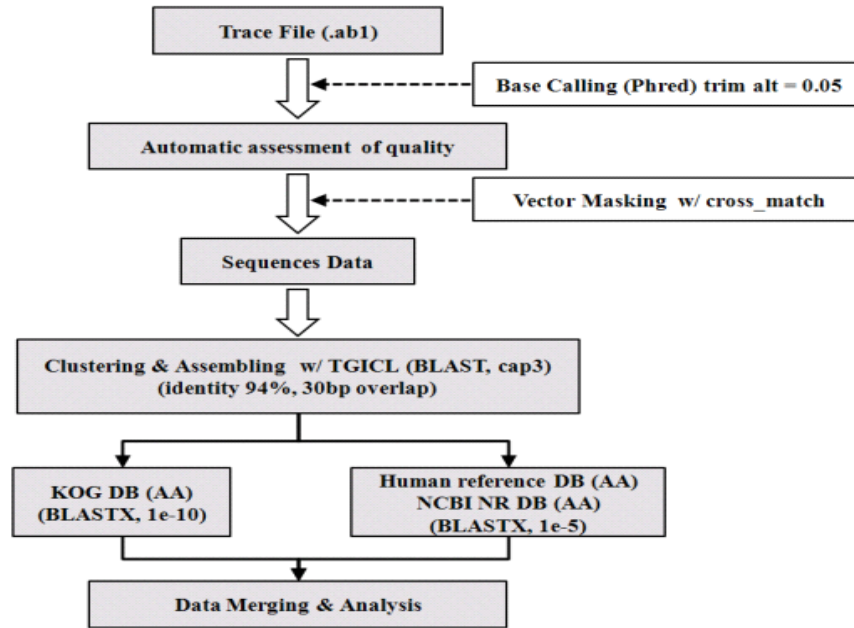 Trace File (.ab1)
Base Calling (Phred) trim alt = 0.05
Automatic assessment of quality
Vector Masking w/ cross_match
Sequences Data
Clustering & Assembling w/ TGICL (BLAST, cap3)
(identity 94%, 30bp overlap)
KOG DB (AA)
(BLASTX, 1e-10)
Human reference DB (AA)
NCBI NR DB (AA)
(BLASTX, 1e-5)
Data Merging & Analysis